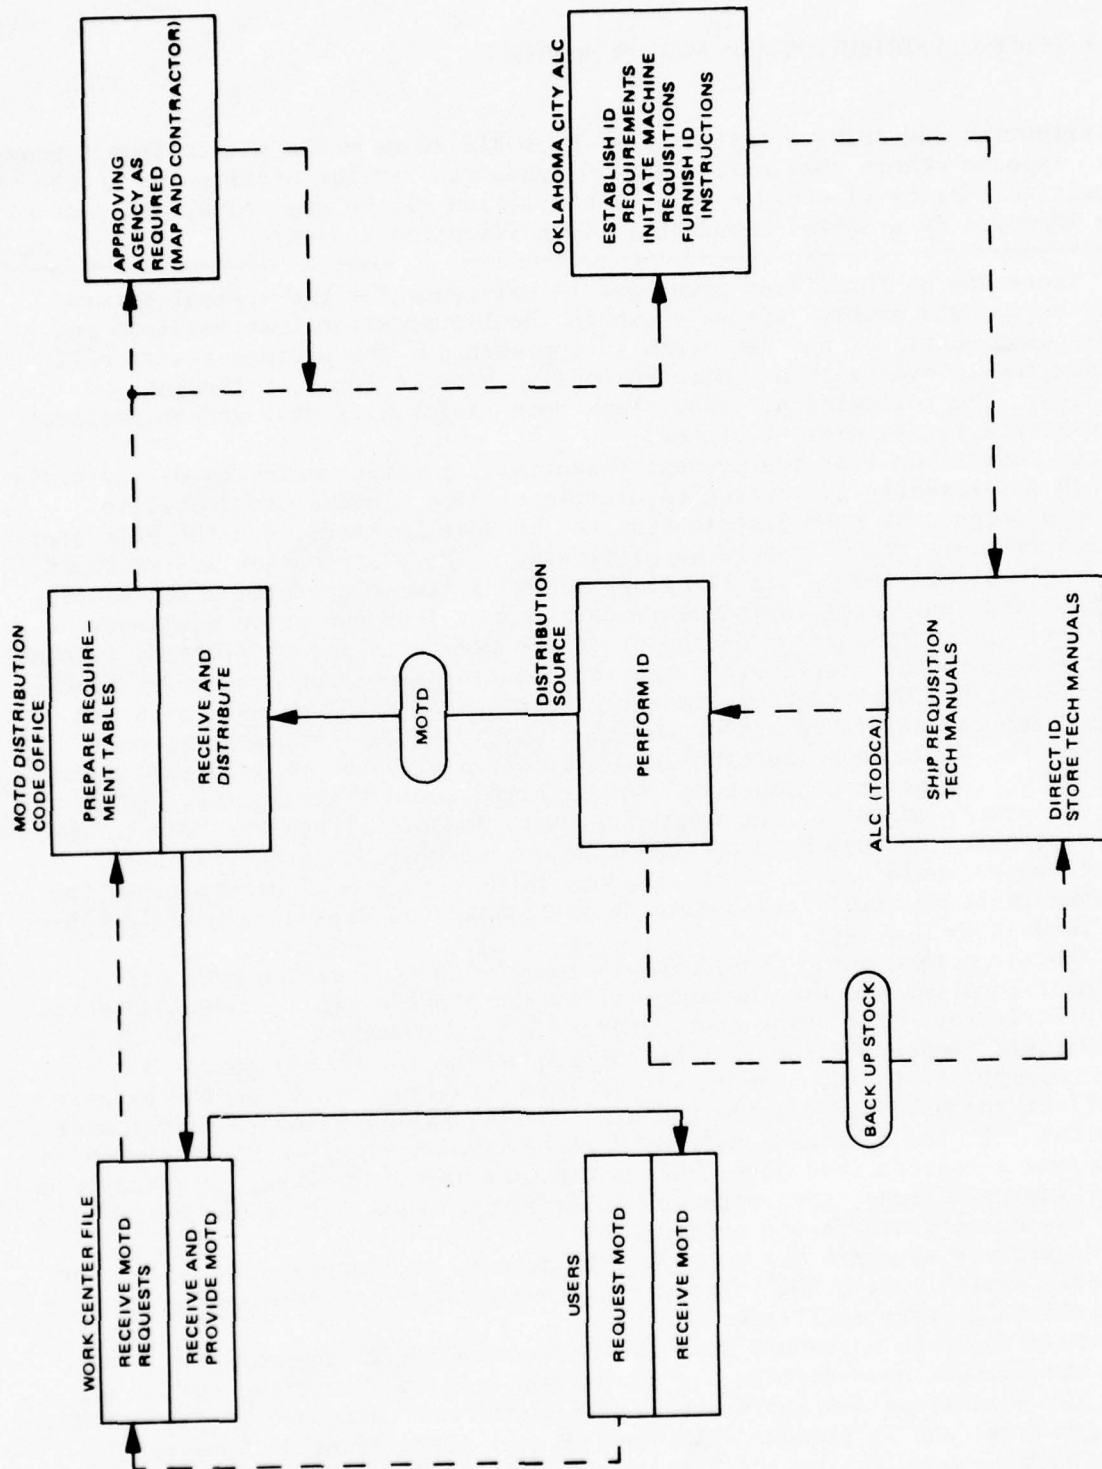 WORK CENTER FILE
RECEIVE MOTD
REQUESTS
RECEIVE AND
PROVIDE MOTD
MOTD DISTRIBUTION
CODE OFFICE
PREPARE REQUIRE-
MENT TABLES
RECEIVE AND
DISTRIBUTE
APPROVING
AGENCY AS
REQUIRED
(MAP AND CONTRACTOR)
MOTD
USERS
REQUEST MOTD
RECEIVE MOTD
DISTRIBUTION
SOURCE
PERFORM ID
OKLAHOMA CITY ALC
ESTABLISH ID
REQUIREMENTS
INITIATE MACHINE
REQUISITIONS
FURNISH ID
INSTRUCTIONS
BACK UP STOCK
ALC (TODCA)
SHIP REQUISITION
TECH MANUALS
DIRECT ID
STORE TECH MANUALS